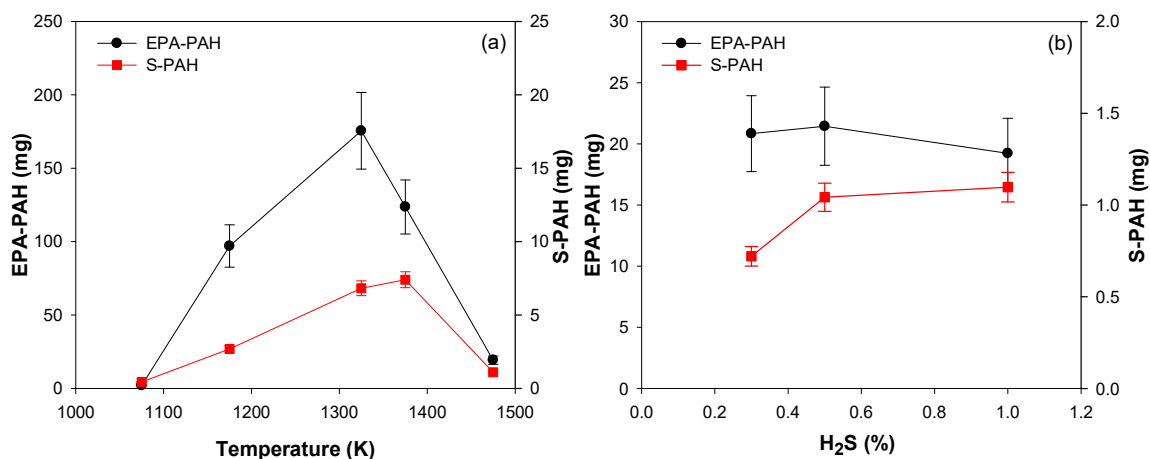 (a)
EPA-PAH
S-PAH
EPA-PAH (mg)
250
200
150
100
50
0
S-PAH (mg)
25
20
15
10
5
0
1000 1100 1200 1300 1400 1500
Temperature (K)
(b)
EPA-PAH
S-PAH
EPA-PAH (mg)
30
25
20
15
10
5
0
S-PAH (mg)
2.0
1.5
1.0
0.5
0.0
0.0 0.2 0.4 0.6 0.8 1.0 1.2
H₂S (%)